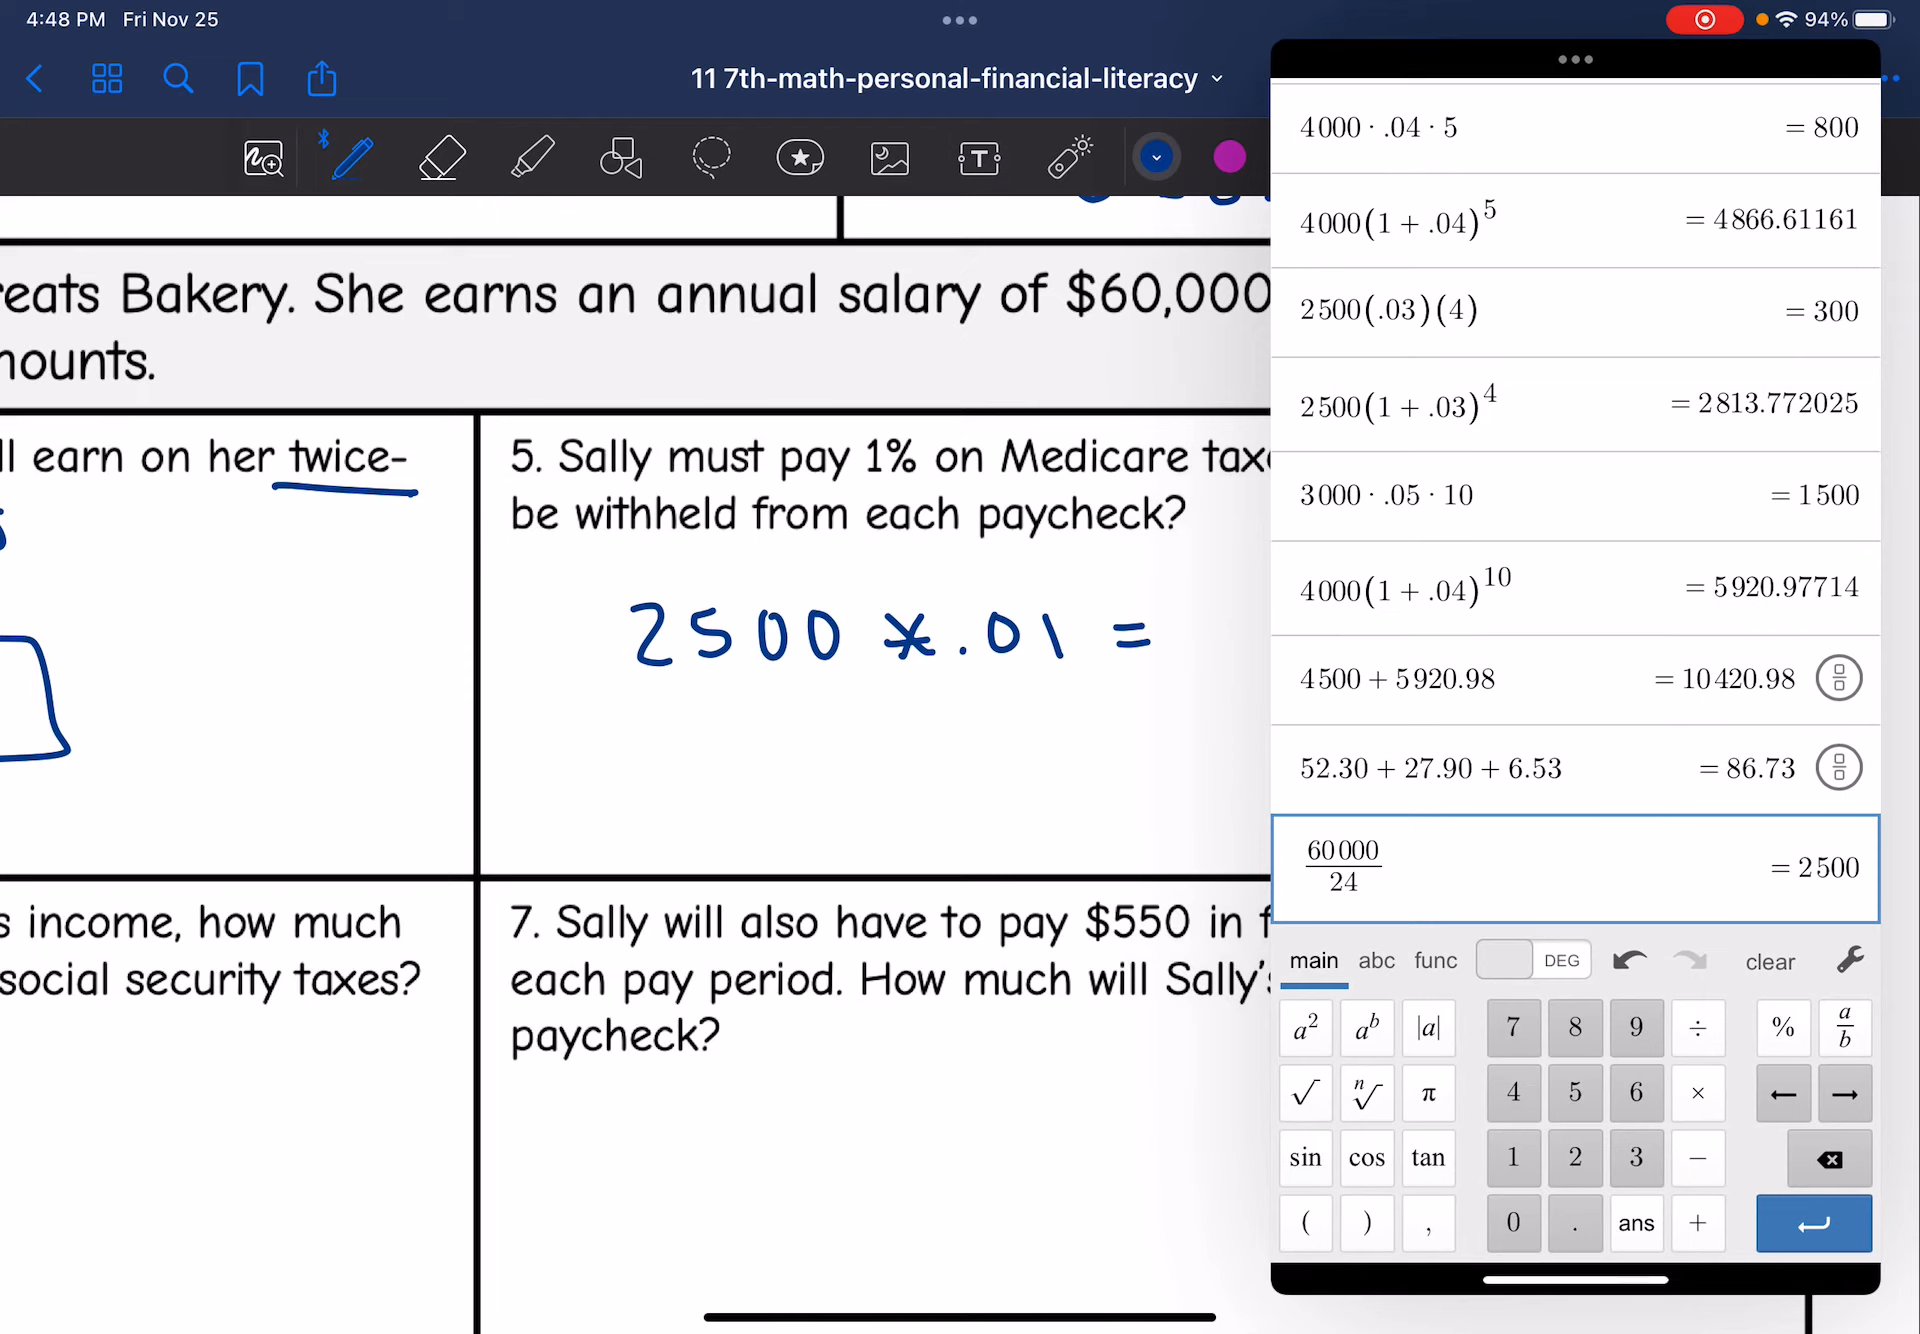 4:48 PM Fri Nov 25
94%
11 7th-math-personal-financial-literacy
T
reats Bakery. She earns an annual salary of $60,000
mounts.
ll earn on her twice-
5. Sally must pay 1% on Medicare taxe
be withheld from each paycheck?
2500 * .01 =
s income, how much
social security taxes?
7. Sally will also have to pay $550 in f
each pay period. How much will Sally's
paycheck?
4000 · .04 · 5 = 800
4000(1 + .04)^5 = 4866.61161
2500(.03)(4) = 300
2500(1 + .03)^4 = 2813.772025
3000 · .05 · 10 = 1500
4000(1 + .04)^10 = 5920.97714
4500 + 5920.98 = 10420.98
52.30 + 27.90 + 6.53 = 86.73
60000/24 = 2500
main abc func DEG clear
a² aᵇ |a| 7 8 9 ÷ % a/b
√ ⁿ√ π 4 5 6 × ← →
sin cos tan 1 2 3 −
( ) , 0 . ans +